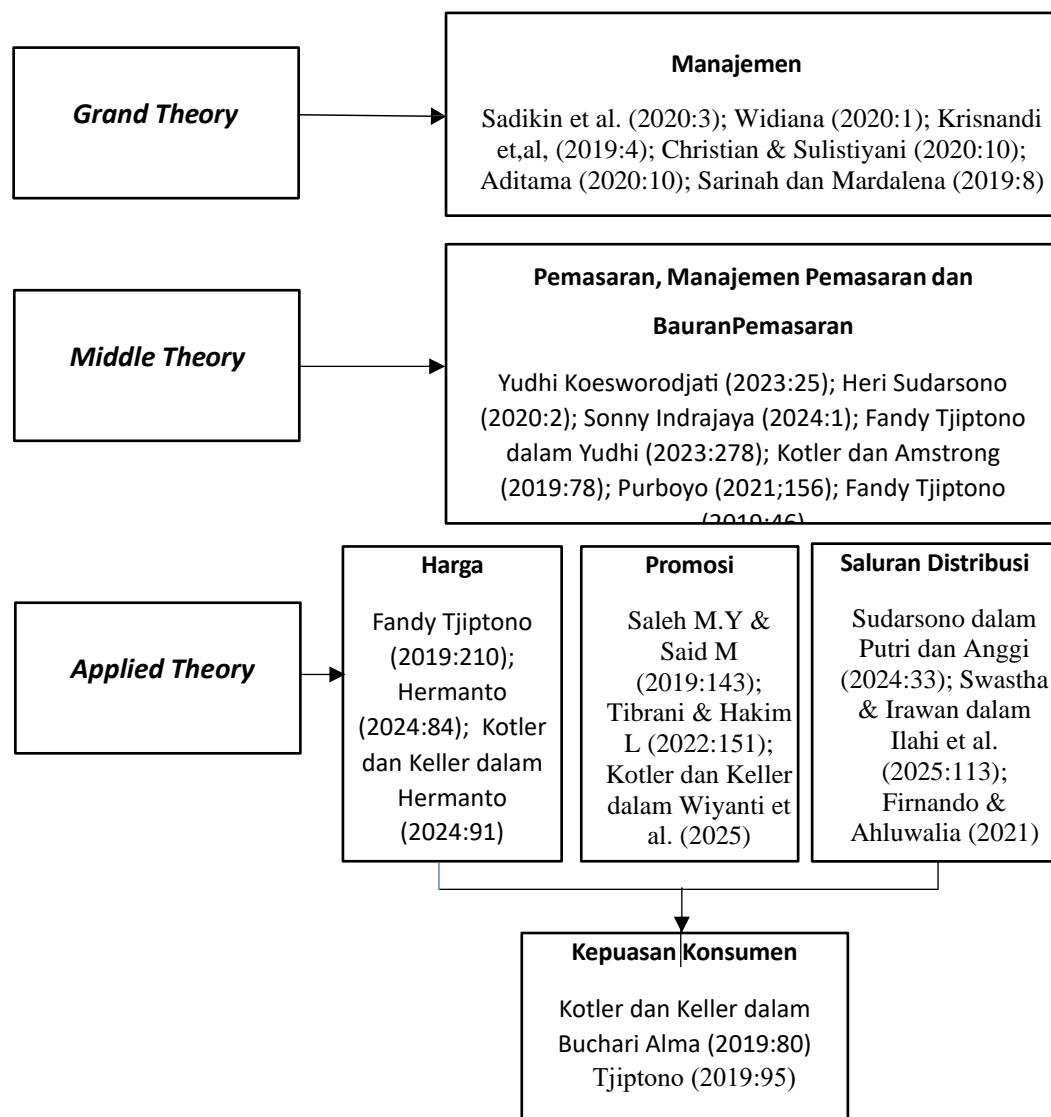 Grand Theory
Manajemen
Sadikin et al. (2020:3); Widiana (2020:1); Krisnandi
et,al, (2019:4); Christian & Sulistiyani (2020:10);
Aditama (2020:10); Sarinah dan Mardalena (2019:8)
Middle Theory
Pemasaran, Manajemen Pemasaran dan
BauranPemasaran
Yudhi Koesworodjati (2023:25); Heri Sudarsono
(2020:2); Sonny Indrajaya (2024:1); Fandy Tjiptono
dalam Yudhi (2023:278); Kotler dan Amstrong
(2019:78); Purboyo (2021;156); Fandy Tjiptono
(2019:46)
Applied Theory
Harga
Fandy Tjiptono
(2019:210);
Hermanto
(2024:84); Kotler
dan Keller dalam
Hermanto
(2024:91)
Promosi
Saleh M.Y &
Said M
(2019:143);
Tibrani & Hakim
L (2022:151);
Kotler dan Keller
dalam Wiyanti et
al. (2025)
Saluran Distribusi
Sudarsono dalam
Putri dan Anggi
(2024:33); Swastha
& Irawan dalam
Ilahi et al.
(2025:113);
Firnando &
Ahluwalia (2021)
Kepuasan Konsumen
Kotler dan Keller dalam
Buchari Alma (2019:80)
Tjiptono (2019:95)